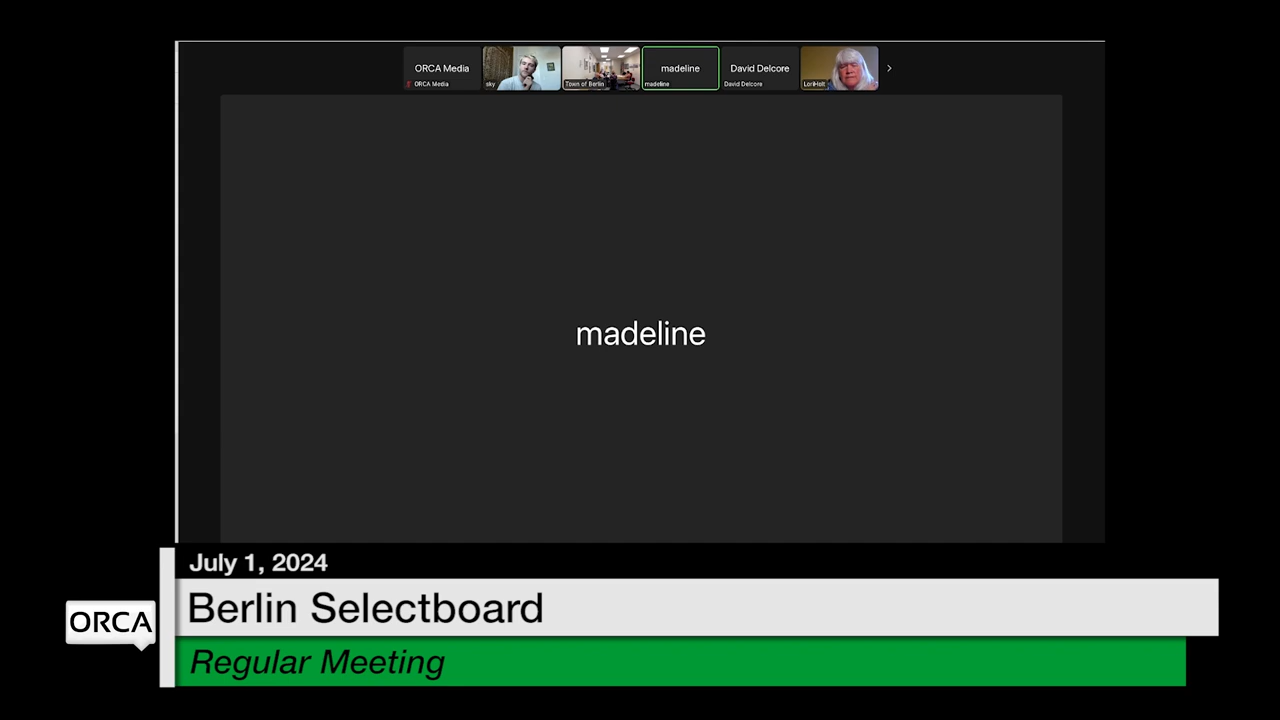 ORCA Media
madeline
David Delcore
ORCA Media
sky
Town of Berlin
madeline
David Delcore
LoriHolt
madeline
July 1, 2024
Berlin Selectboard
ORCA
Regular Meeting